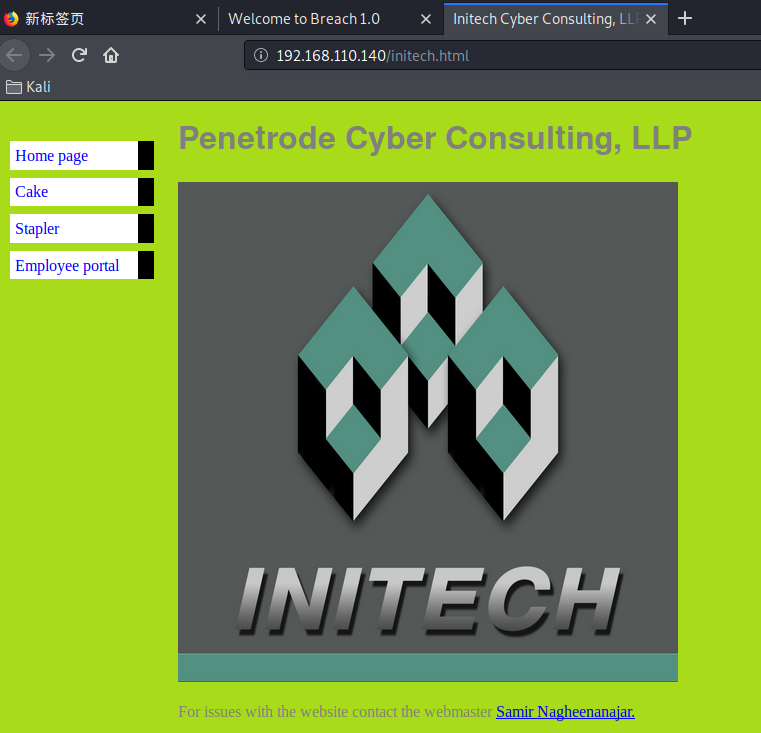 新标签页
Welcome to Breach 1.0
Initech Cyber Consulting, LL
192.168.110.140/initech.html
Kali
Penetrode Cyber Consulting, LLP
Home page
Cake
Stapler
Employee portal
INITECH
For issues with the website contact the webmaster Samir Nagheenanajar.